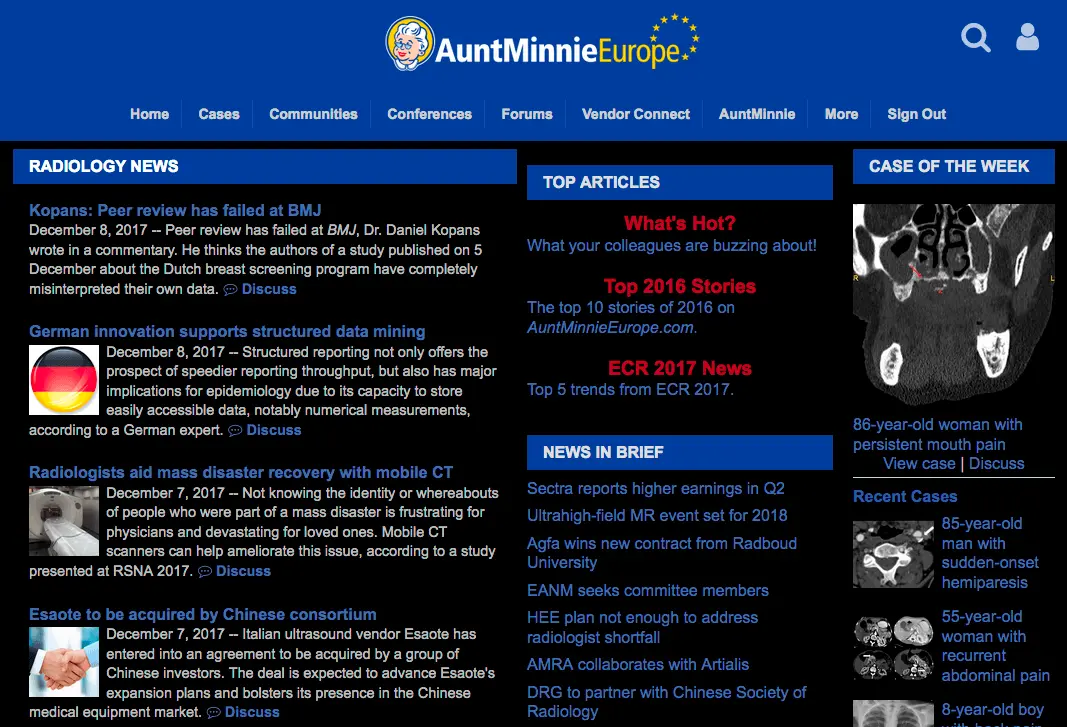 AuntMinnieEurope
Home
Cases
Communities
Conferences
Forums
Vendor Connect
AuntMinnie
More
Sign Out
RADIOLOGY NEWS
Kopans: Peer review has failed at BMJ
December 8, 2017 -- Peer review has failed at BMJ, Dr. Daniel Kopans
wrote in a commentary. He thinks the authors of a study published on 5
December about the Dutch breast screening program have completely
misinterpreted their own data. Discuss
German innovation supports structured data mining
December 8, 2017 -- Structured reporting not only offers the
prospect of speedier reporting throughput, but also has major
implications for epidemiology due to its capacity to store
easily accessible data, notably numerical measurements,
according to a German expert. Discuss
Radiologists aid mass disaster recovery with mobile CT
December 7, 2017 -- Not knowing the identity or whereabouts
of people who were part of a mass disaster is frustrating for
physicians and devastating for loved ones. Mobile CT
scanners can help ameliorate this issue, according to a study
presented at RSNA 2017. Discuss
Esaote to be acquired by Chinese consortium
December 7, 2017 -- Italian ultrasound vendor Esaote has
entered into an agreement to be acquired by a group of
Chinese investors. The deal is expected to advance Esaote's
expansion plans and bolsters its presence in the Chinese
medical equipment market. Discuss
TOP ARTICLES
What's Hot?
What your colleagues are buzzing about!
Top 2016 Stories
The top 10 stories of 2016 on
AuntMinnieEurope.com.
ECR 2017 News
Top 5 trends from ECR 2017.
NEWS IN BRIEF
Sectra reports higher earnings in Q2
Ultrahigh-field MR event set for 2018
Agfa wins new contract from Radboud
University
EANM seeks committee members
HEE plan not enough to address
radiologist shortfall
AMRA collaborates with Artialis
DRG to partner with Chinese Society of
Radiology
CASE OF THE WEEK
R
L
86-year-old woman with
persistent mouth pain
View case | Discuss
Recent Cases
85-year-old
man with
sudden-onset
hemiparesis
55-year-old
woman with
recurrent
abdominal pain
8-year-old boy
with back pain